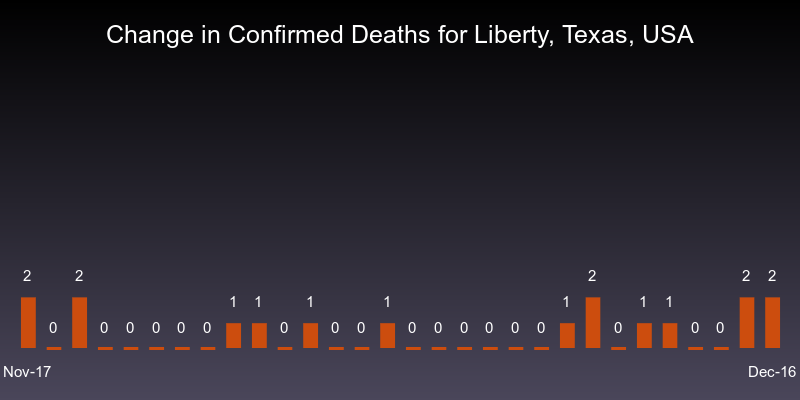 Change in Confirmed Deaths for Liberty, Texas, USA
2 0 2 0 0 0 0 0 1 1 0 1 0 0 1 0 0 0 0 0 0 1 2 0 1 1 0 0 2 2
Nov-17 Dec-16